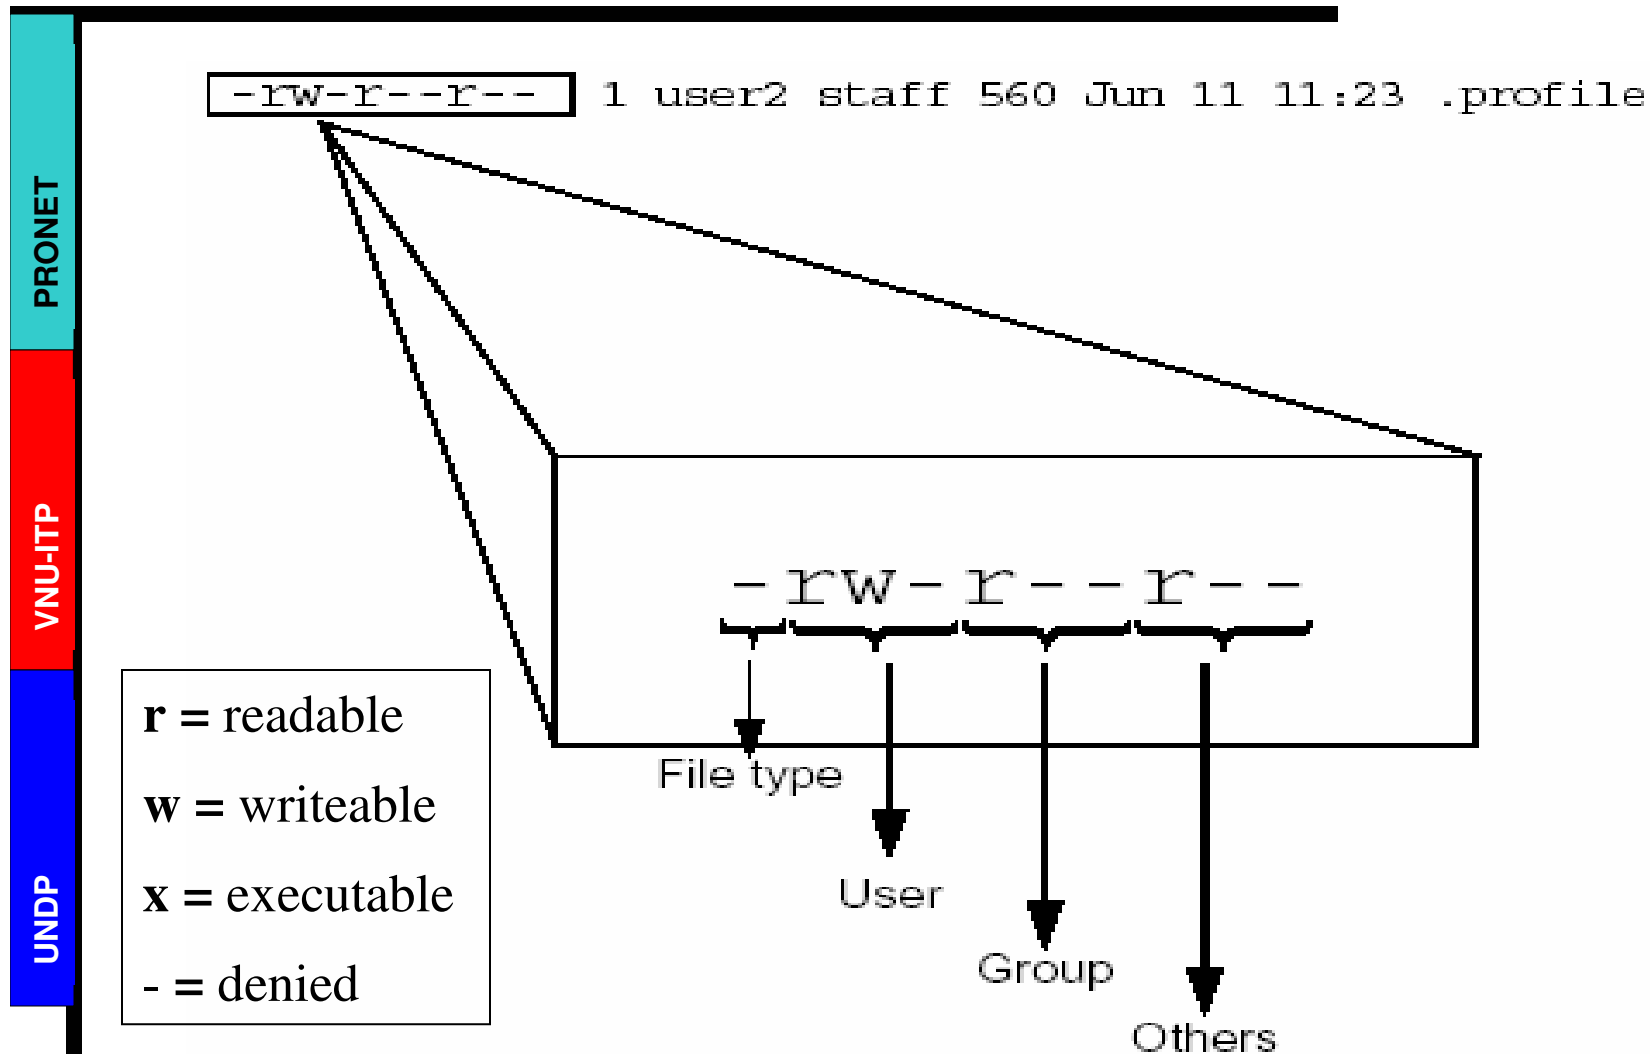 -rw-r--r-- 1 user2 staff 560 Jun 11 11:23 .profile
PRONET
VNU-ITP
UNDP
-rw-r--r--
File type
User
Group
Others
r = readable
w = writeable
x = executable
- = denied